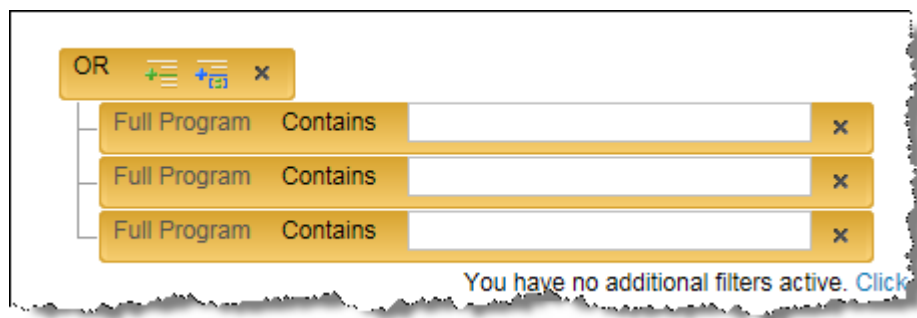 OR
Full Program Contains
Full Program Contains
Full Program Contains
You have no additional filters active. Click